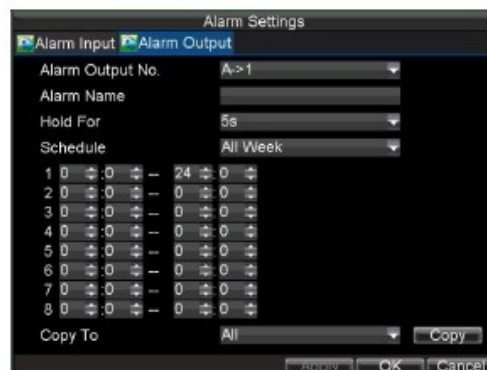 Alarm Settings
Alarm Input Alarm Output
Alarm Output No. A->1
Alarm Name
Hold For 5s
Schedule All Week
1 0 :0 -- 24 :0
2 0 :0 -- 0 :0
3 0 :0 -- 0 :0
4 0 :0 -- 0 :0
5 0 :0 -- 0 :0
6 0 :0 -- 0 :0
7 0 :0 -- 0 :0
8 0 :0 -- 0 :0
Copy To All Copy
Apply OK Cancel